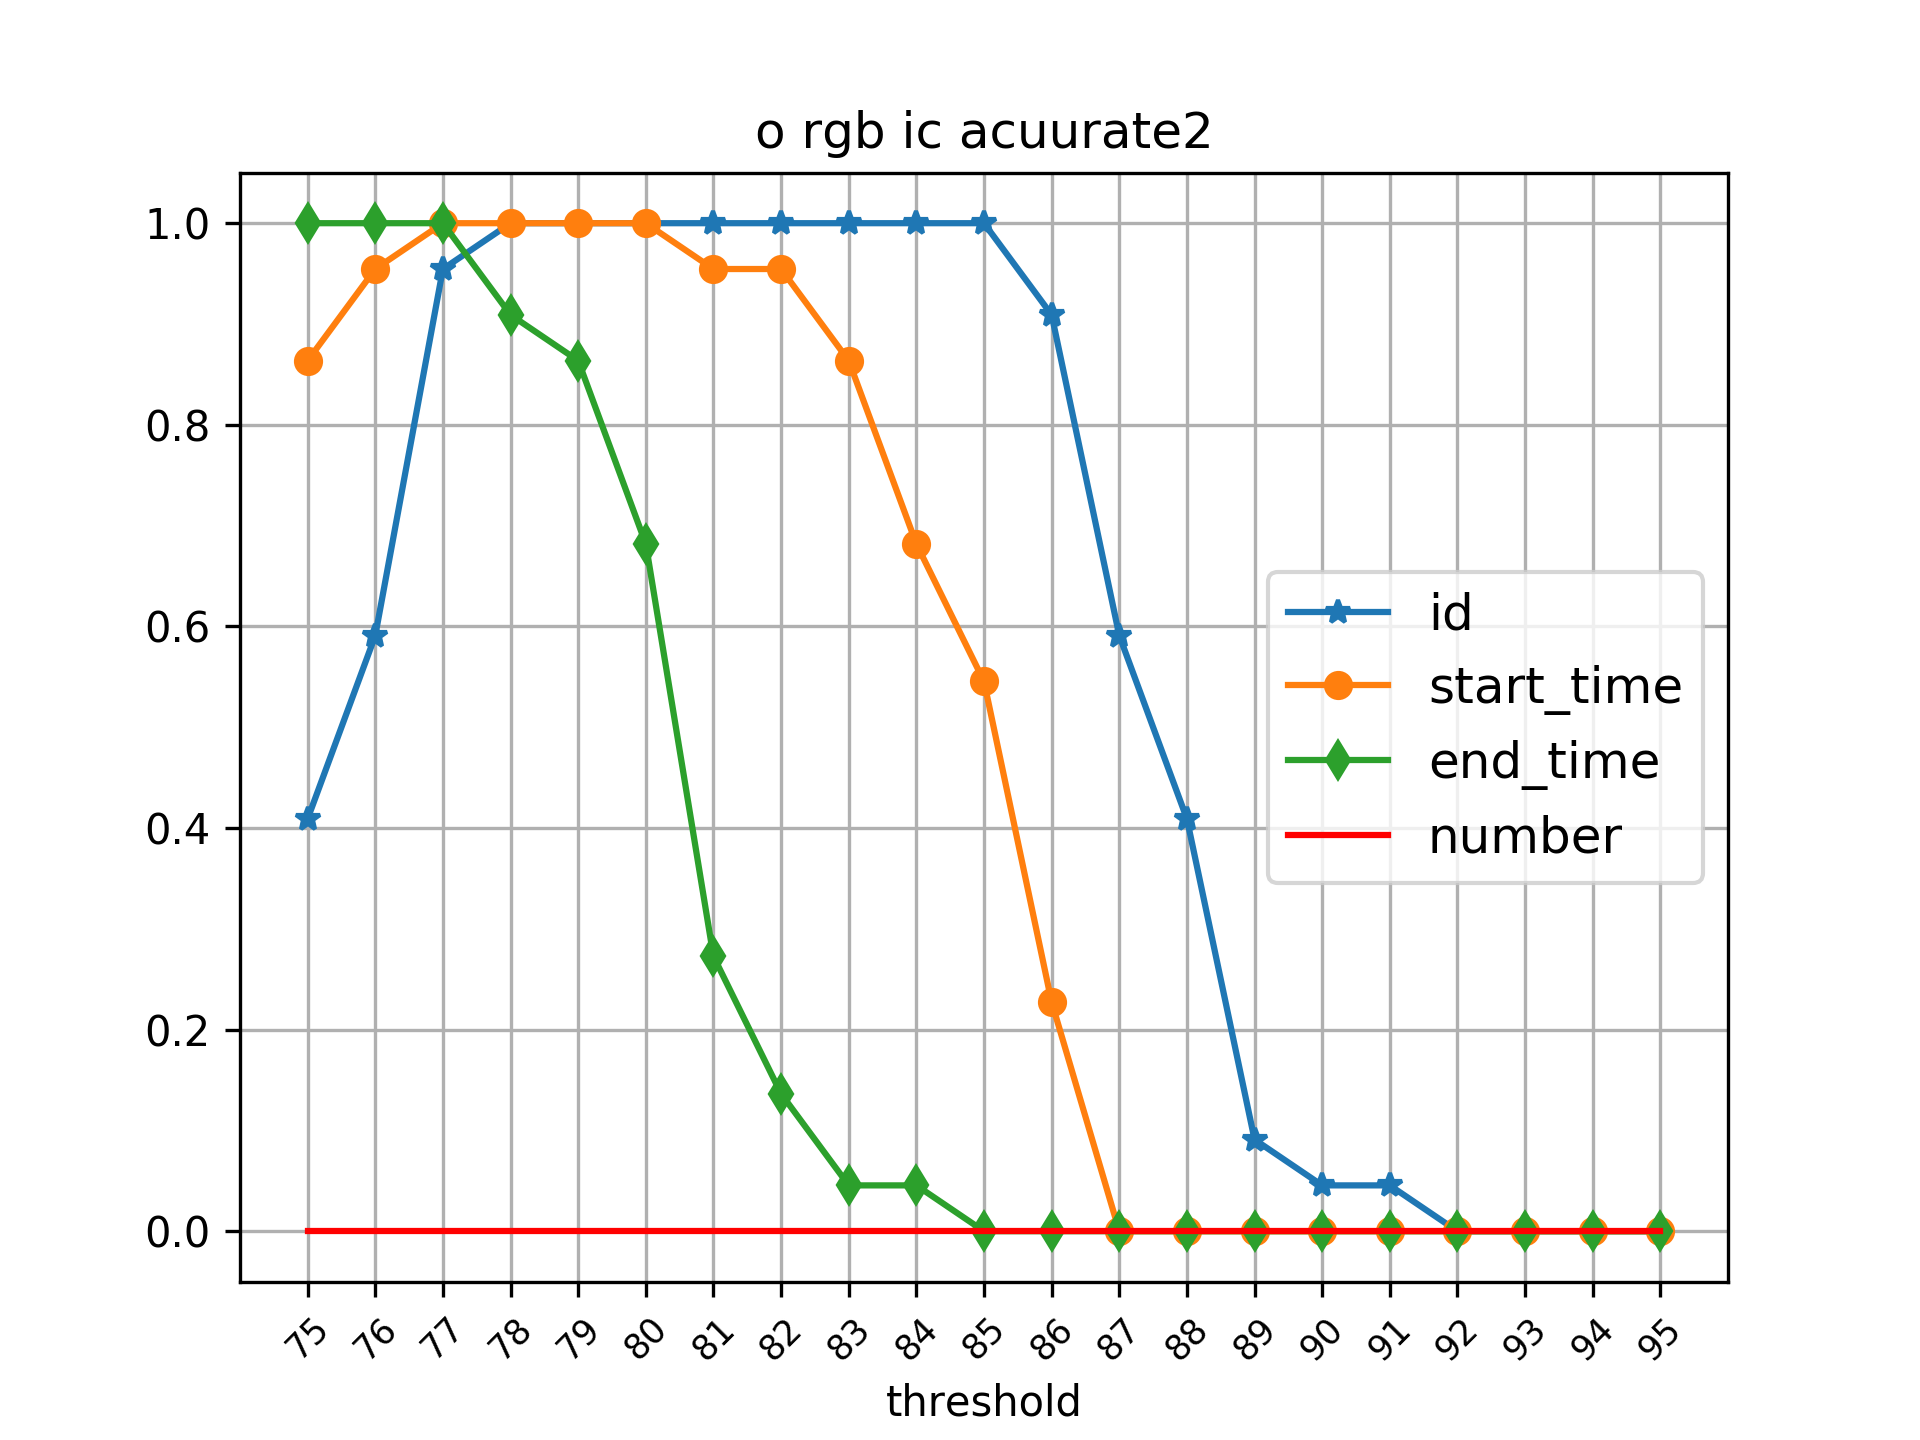 o rgb ic acuurate2
1.0
0.8
0.6
0.4
0.2
0.0
id
start_time
end_time
number
75 76 77 78 79 80 81 82 83 84 85 86 87 88 89 90 91 92 93 94 95
threshold